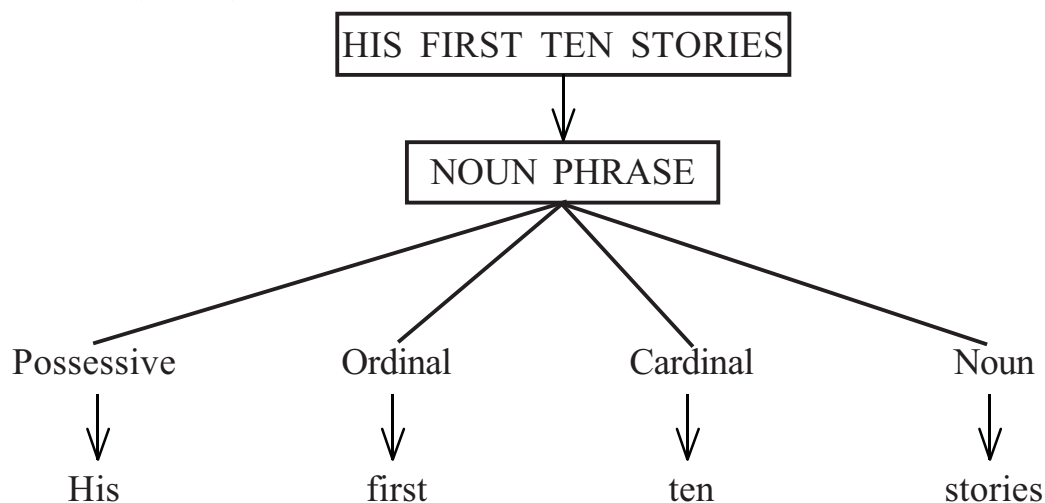 HIS FIRST TEN STORIES
NOUN PHRASE
Possessive Ordinal Cardinal Noun
His first ten stories